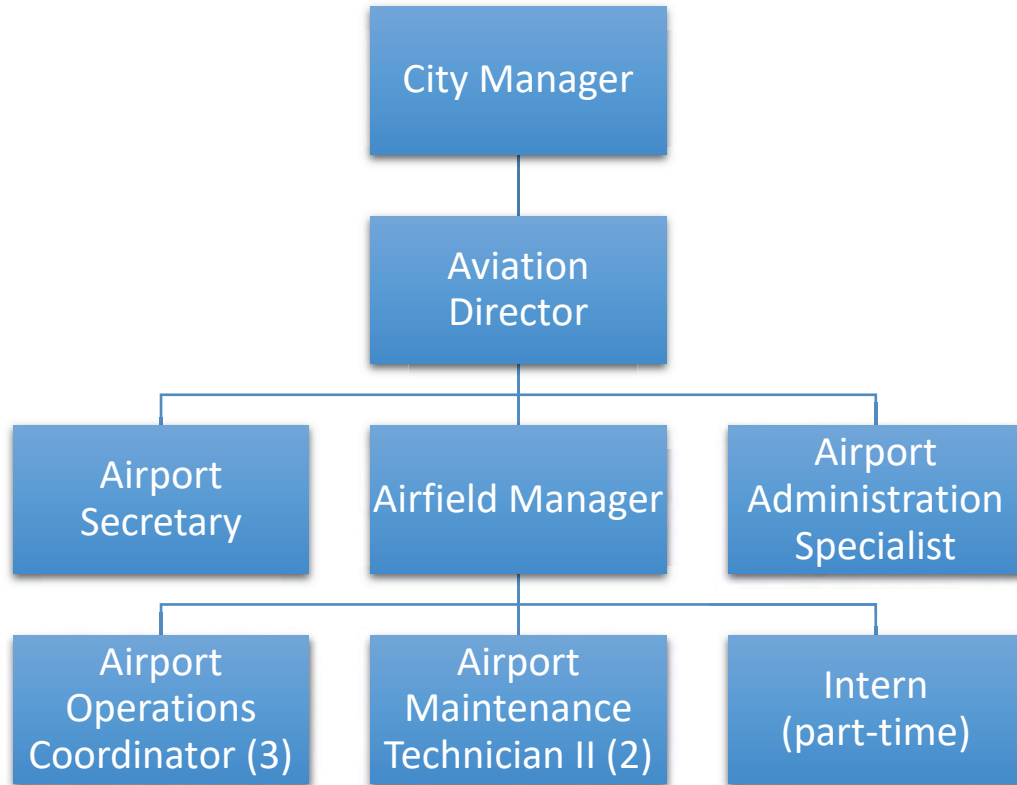 City Manager
Aviation
Director
Airport
Secretary
Airfield Manager
Airport
Administration
Specialist
Airport
Operations
Coordinator (3)
Airport
Maintenance
Technician II (2)
Intern
(part-time)